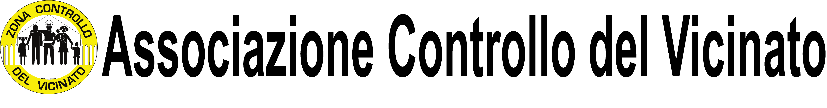 ZONA CONTROLLO
DEL VICINATO
Associazione Controllo del Vicinato